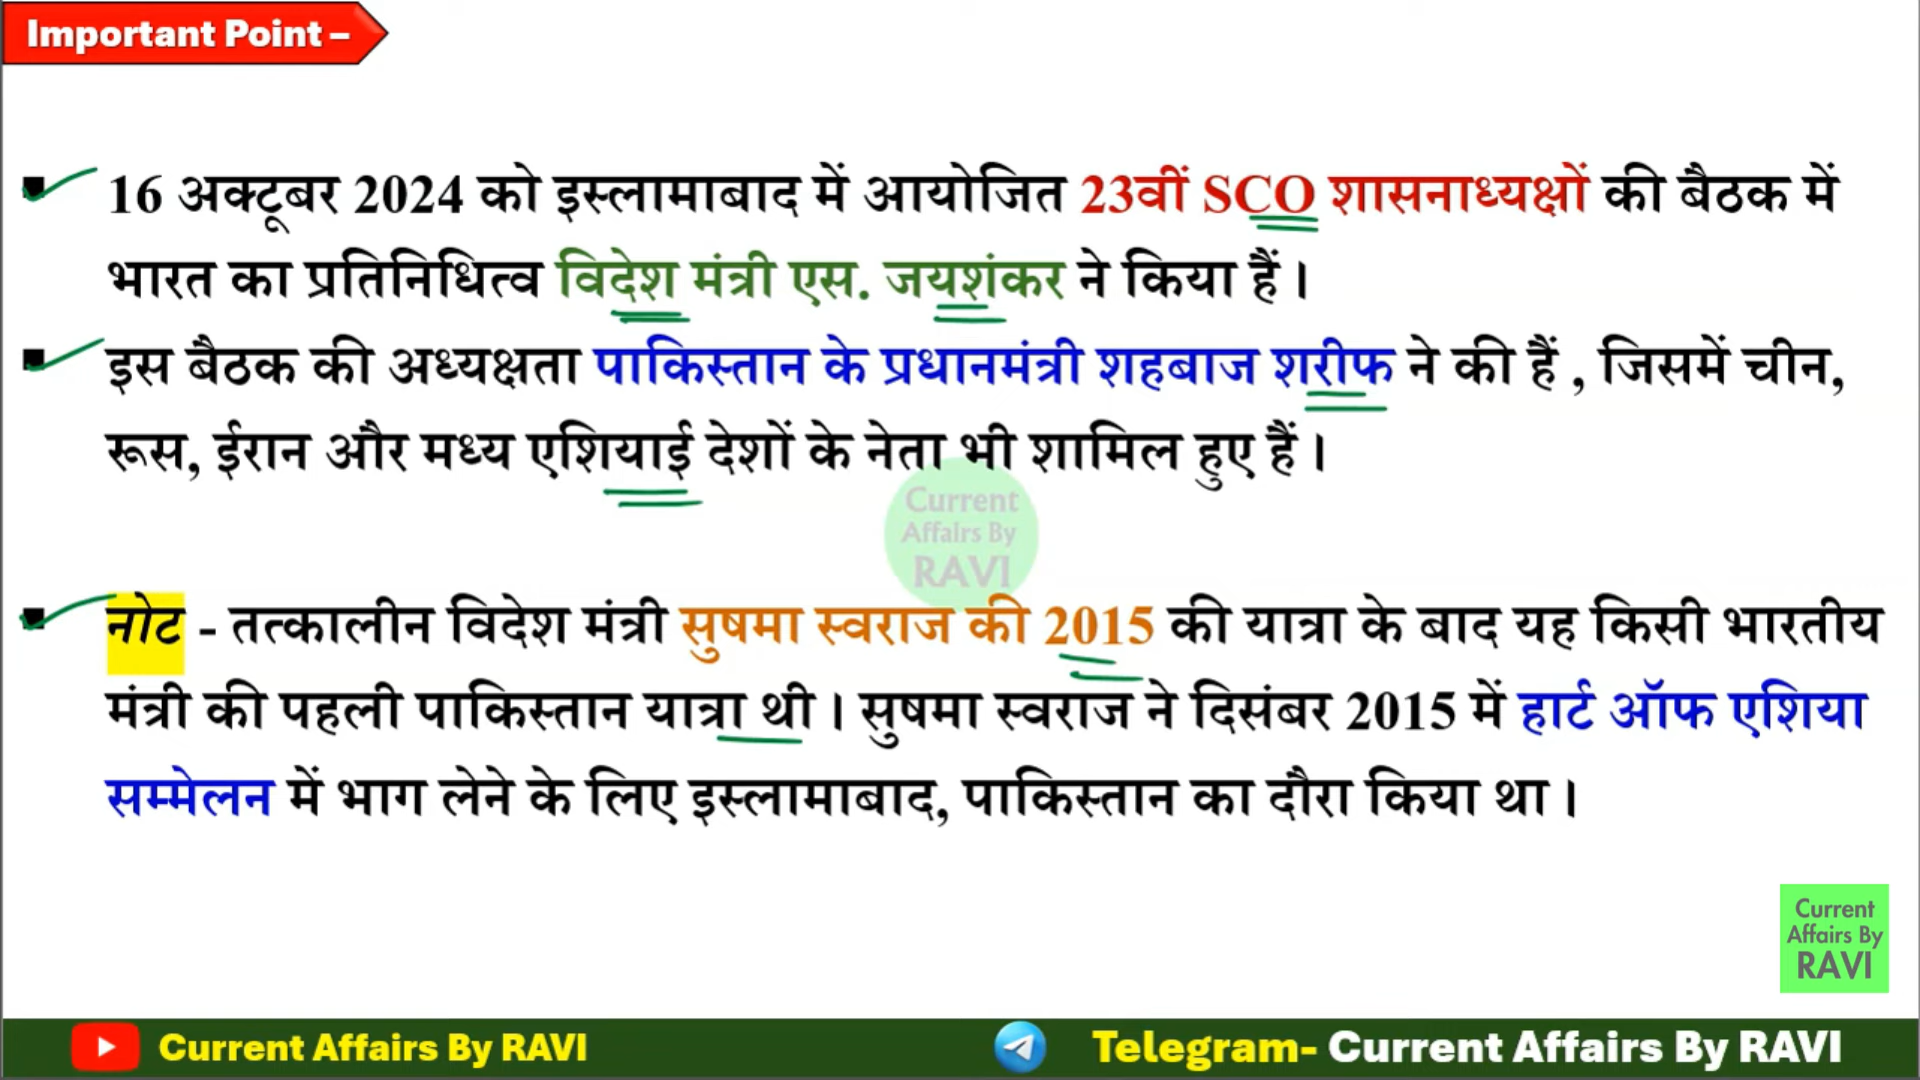 Important Point –
16 अक्टूबर 2024 को इस्लामाबाद में आयोजित 23वीं SCO शासनाध्यक्षों की बैठक में
भारत का प्रतिनिधित्व विदेश मंत्री एस. जयशंकर ने किया हैं ।
इस बैठक की अध्यक्षता पाकिस्तान के प्रधानमंत्री शहबाज शरीफ ने की हैं , जिसमें चीन,
रूस, ईरान और मध्य एशियाई देशों के नेता भी शामिल हुए हैं ।
Current
Affairs By
RAVI
नोट - तत्कालीन विदेश मंत्री सुषमा स्वराज की 2015 की यात्रा के बाद यह किसी भारतीय
मंत्री की पहली पाकिस्तान यात्रा थी । सुषमा स्वराज ने दिसंबर 2015 में हार्ट ऑफ एशिया
सम्मेलन में भाग लेने के लिए इस्लामाबाद, पाकिस्तान का दौरा किया था ।
Current
Affairs By
RAVI
Current Affairs By RAVI
Telegram- Current Affairs By RAVI